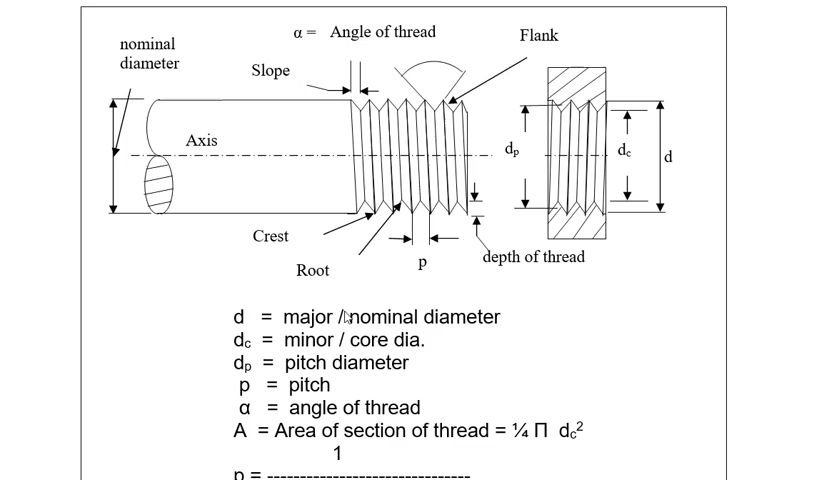 α = Angle of thread
Flank
nominal
diameter
Slope
Axis
dp
dc
d
Crest
Root
p
depth of thread
d = major / nominal diameter
dc = minor / core dia.
dp = pitch diameter
p = pitch
α = angle of thread
A = Area of section of thread = ¼ Π dc²
1
p = --------------------------------